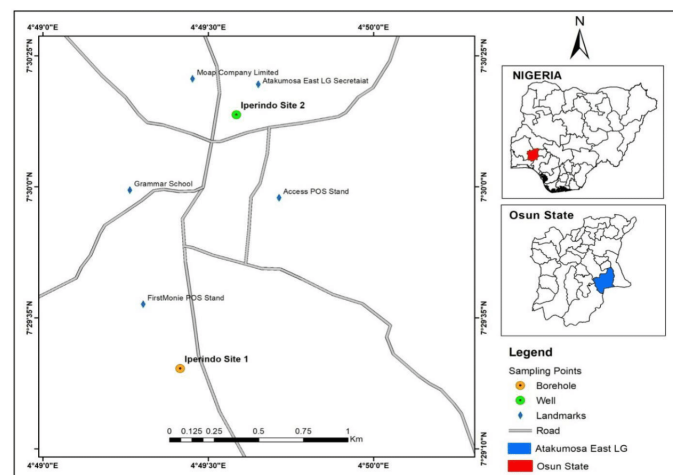 4°49'0"E
4°49'30"E
4°50'0"E
7°30'25"N
7°30'25"N
Moap Company Limited
Atakumosa East LG Secretaiat
Iperindo Site 2
7°30'0"N
7°30'0"N
Grammar School
Access POS Stand
FirstMonie POS Stand
7°29'35"N
7°29'35"N
Iperindo Site 1
0 0.125 0.25 0.5 0.75 1
Km
7°29'10"N
7°29'10"N
4°49'0"E
4°49'30"E
4°50'0"E
N
NIGERIA
Osun State
Legend
Sampling Points
Borehole
Well
Landmarks
Road
Atakumosa East LG
Osun State